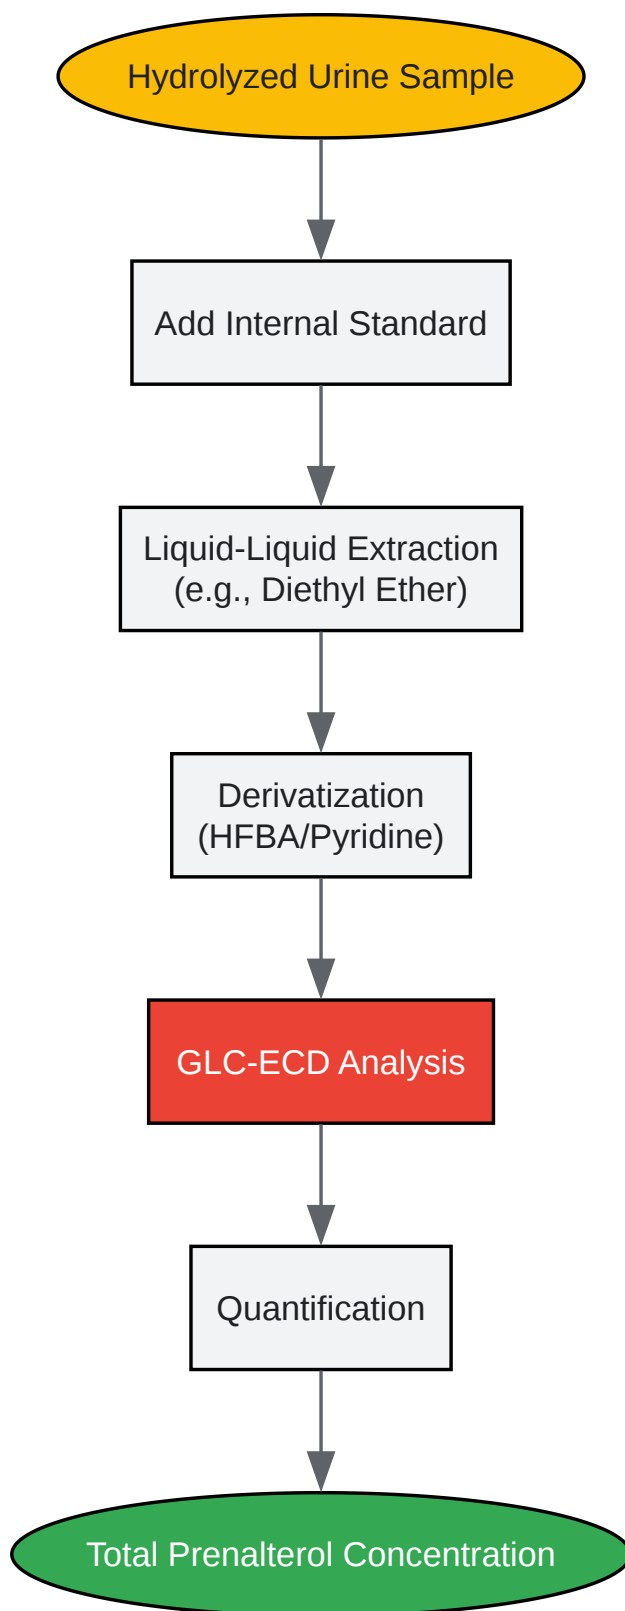 Hydrolyzed Urine Sample
Add Internal Standard
Liquid-Liquid Extraction
(e.g., Diethyl Ether)
Derivatization
(HFBA/Pyridine)
GLC-ECD Analysis
Quantification
Total Prenalterol Concentration